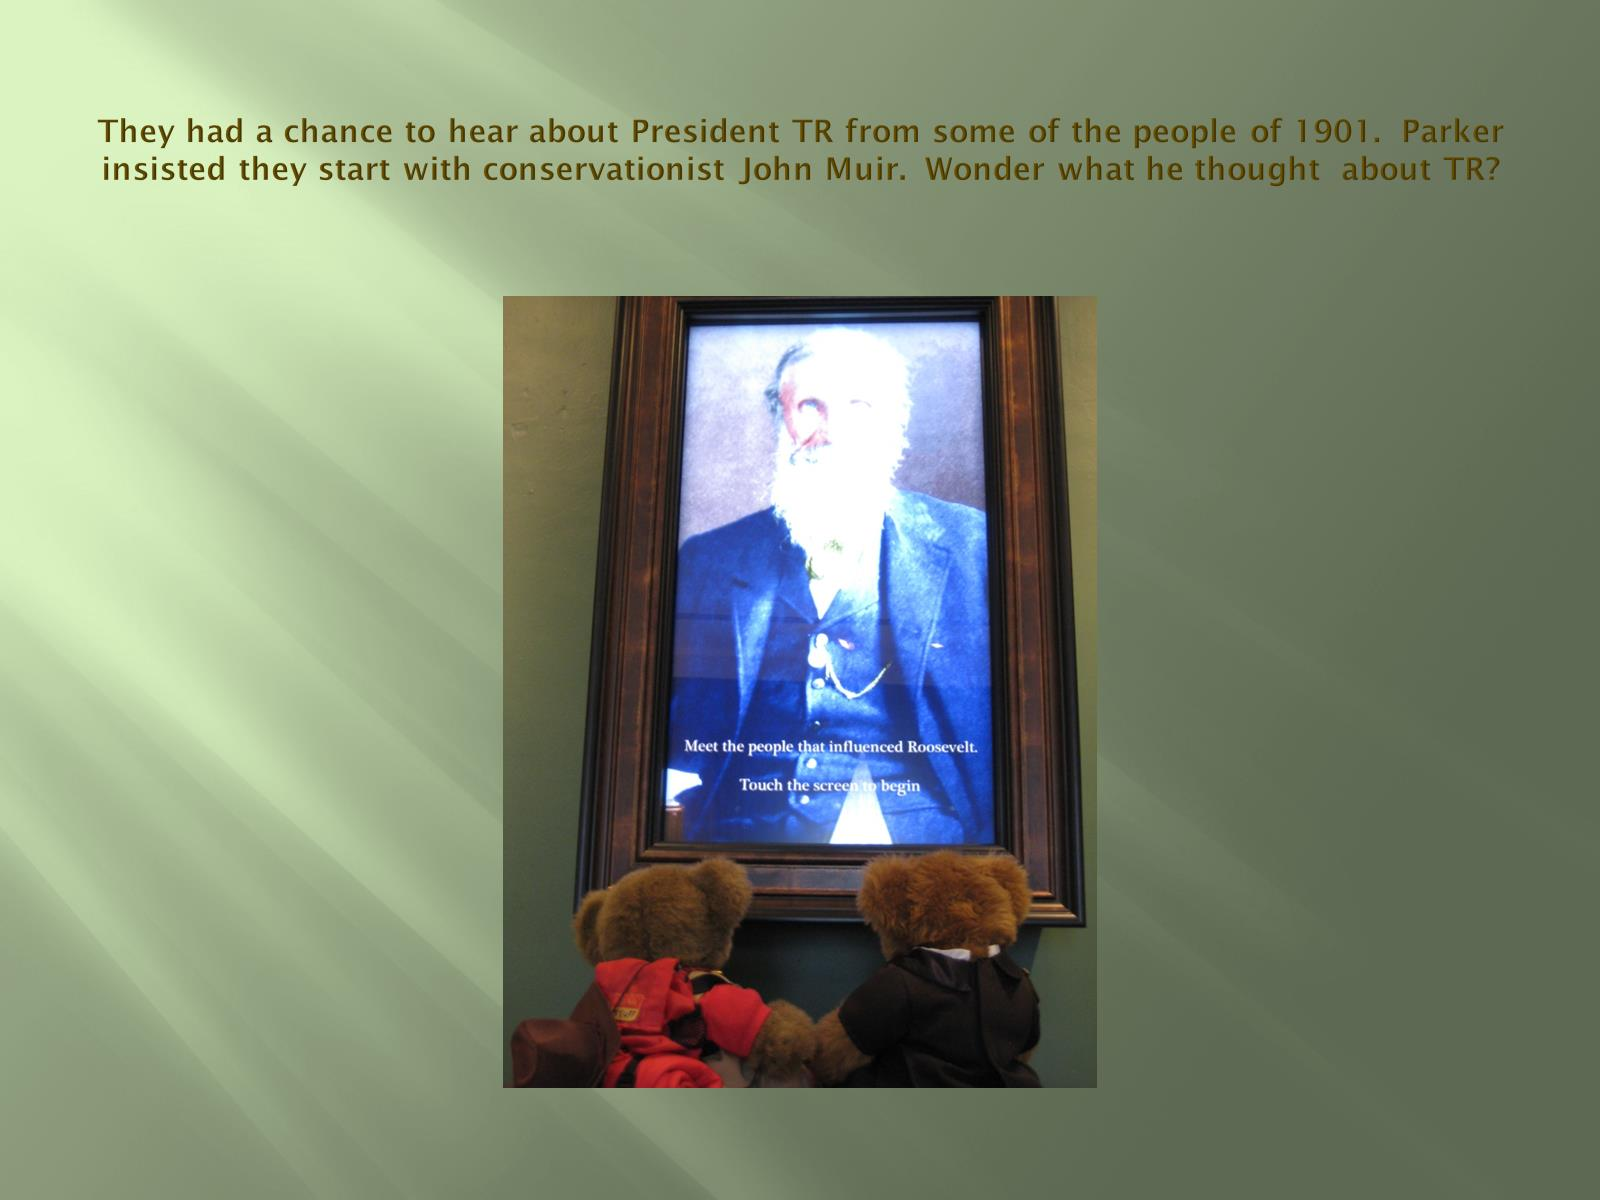 They had a chance to hear about President TR from some of the people of 1901.  Parker
insisted they start with conservationist John Muir.  Wonder what he thought  about TR?
Meet the people that influenced Roosevelt.
Touch the screen to begin